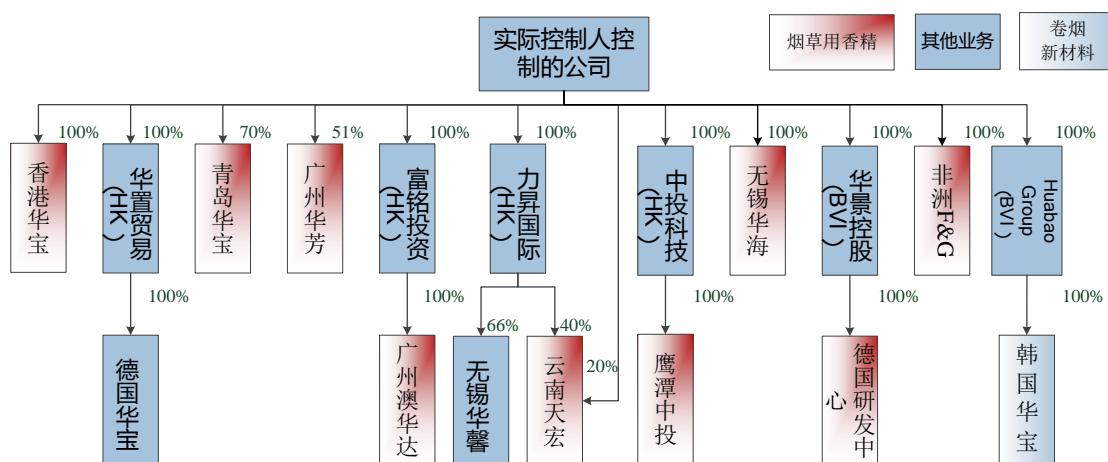 实际控制人控
制的公司
烟草用香精
其他业务
卷烟
新材料
100%
100%
70%
51%
100%
100%
100%
100%
100%
100%
100%
香港华宝
华置贸易
(HK)
青岛华宝
广州华芳
富铭投资
(HK)
力昇国际
(HK)
中投科技
(HK)
无锡华海
华景控股
(BVI)
非洲F&G
Huabao
Group
(BVI)
100%
100%
66%
40%
20%
100%
100%
100%
德国华宝
广州澳华达
无锡华馨
云南天宏
鹰潭中投
德国研发中
心
韩国华宝